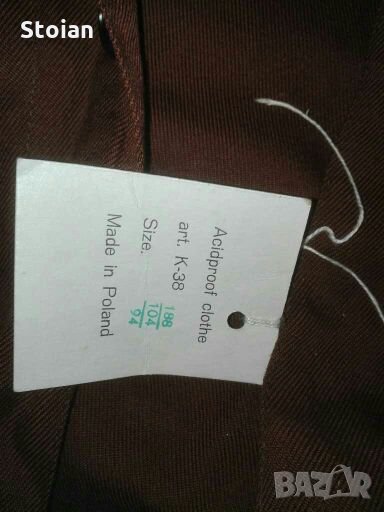 Stoian
Acidproof clothe
art. K-38
Size. 188
104
94
Made in Poland
BAZAR